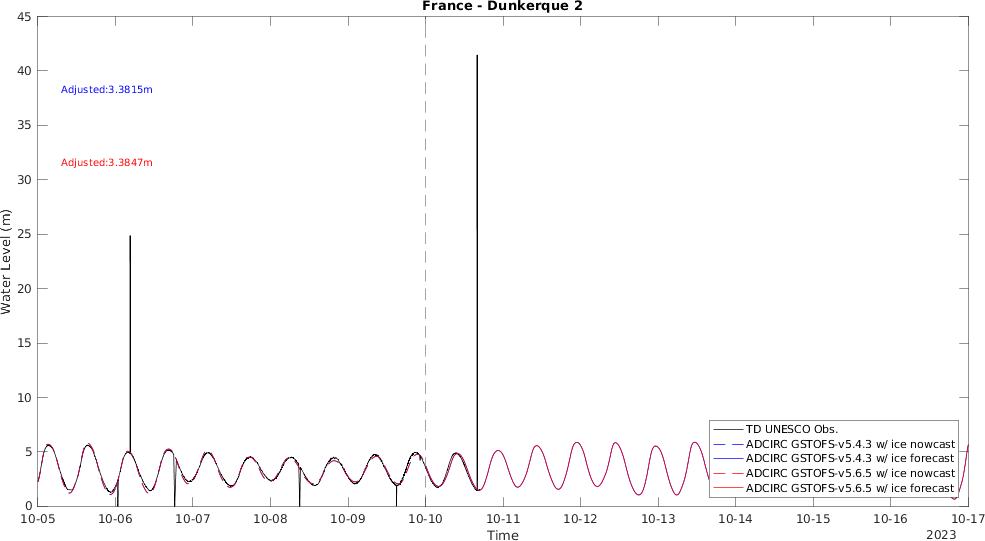 France - Dunkerque 2
45
40
35
30
25
20
15
10
5
0
Water Level (m)
Adjusted:3.3815m
Adjusted:3.3847m
TD UNESCO Obs.
ADCIRC GSTOFS-v5.4.3 w/ ice nowcast
ADCIRC GSTOFS-v5.4.3 w/ ice forecast
ADCIRC GSTOFS-v5.6.5 w/ ice nowcast
ADCIRC GSTOFS-v5.6.5 w/ ice forecast
10-05 10-06 10-07 10-08 10-09 10-10 10-11 10-12 10-13 10-14 10-15 10-16 10-17
Time
2023